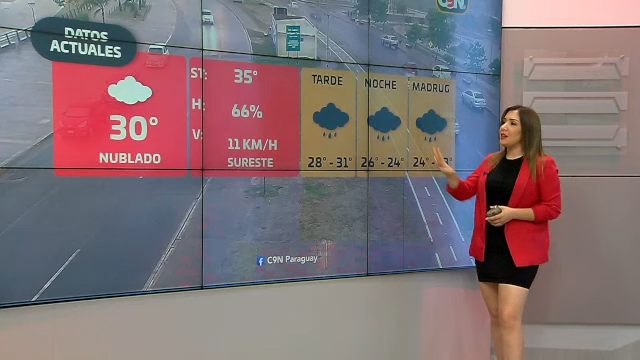 C9N
DATOS
ACTUALES
30°
NUBLADO
ST: 35°
H: 66%
V: 11 KM/H
SURESTE
TARDE
28° - 31°
NOCHE
26° - 24°
MADRUG
24° -
C9N Paraguay